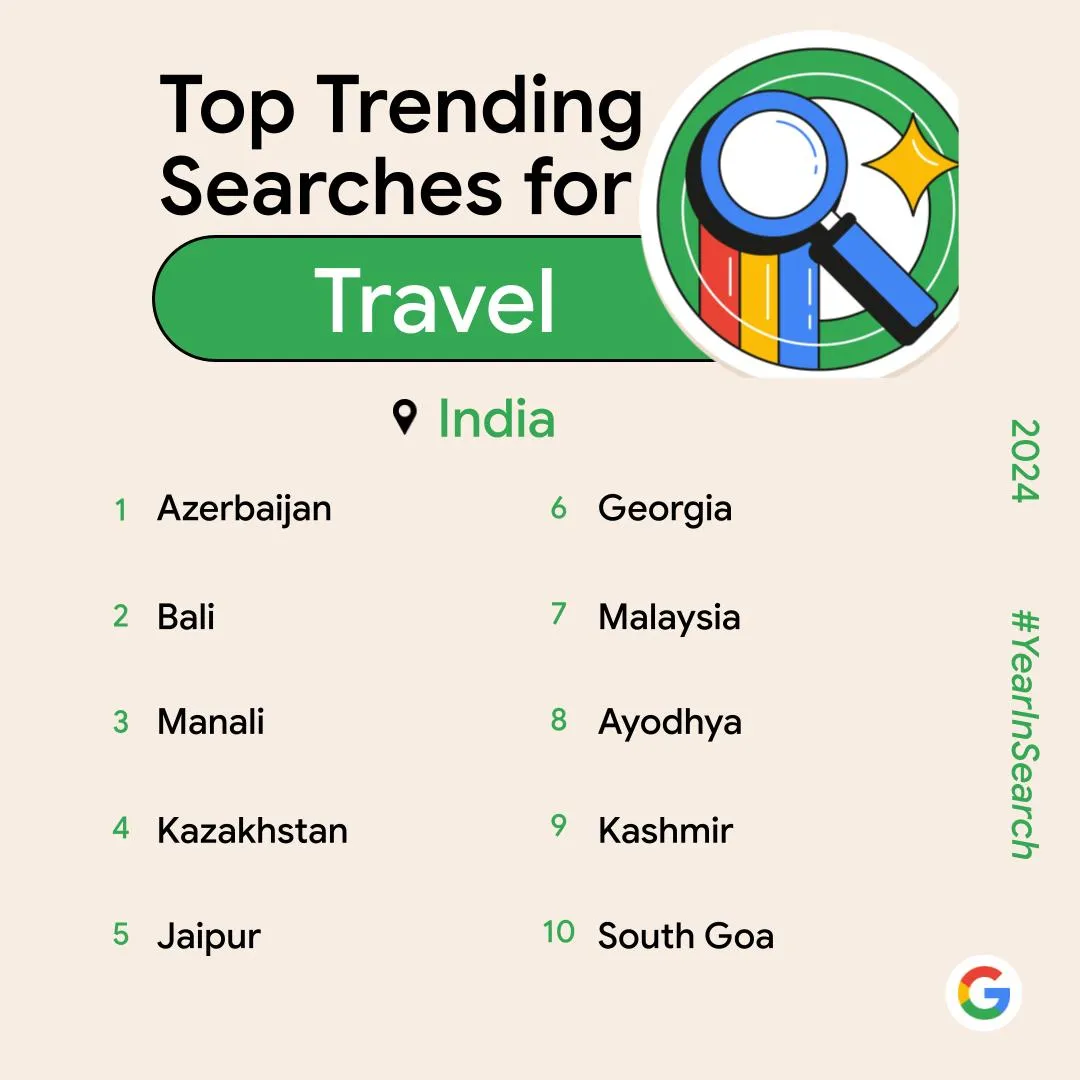 Top Trending
Searches for
Travel
India
1 Azerbaijan
2 Bali
3 Manali
4 Kazakhstan
5 Jaipur
6 Georgia
7 Malaysia
8 Ayodhya
9 Kashmir
10 South Goa
2024
#YearInSearch
G